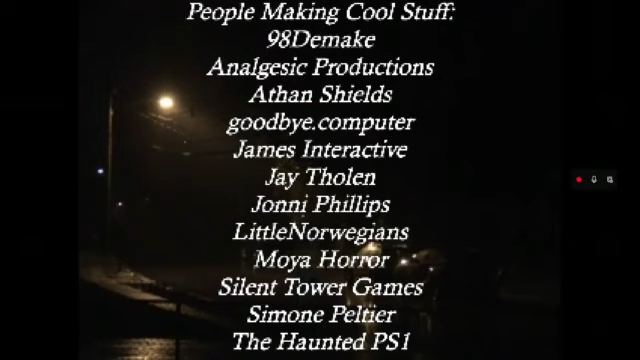 People Making Cool Stuff:
98Demake
Analgesic Productions
Athan Shields
goodbye.computer
James Interactive
Jay Tholen
Jonni Phillips
LittleNorwegians
Moya Horror
Silent Tower Games
Simone Peltier
The Haunted PS1